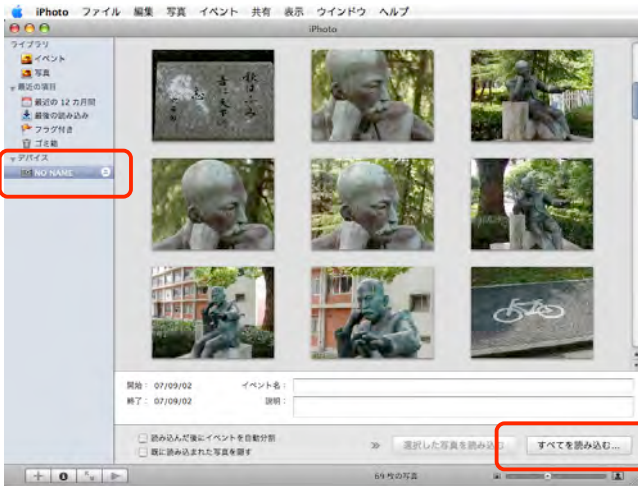 iPhoto ファイル 編集 写真 イベント 共有 表示 ウインドウ ヘルプ
iPhoto
ライブラリ
イベント
写真
最近の項目
最近の 12 カ月間
最後の読み込み
フラグ付き
ゴミ箱
デバイス
NO NAME
開始: 07/09/02 イベント名:
終了: 07/09/02 説明:
読み込んだ後にイベントを自動分割
既に読み込まれた写真を隠す
選択した写真を読み込む
すべてを読み込む...
69 枚の写真